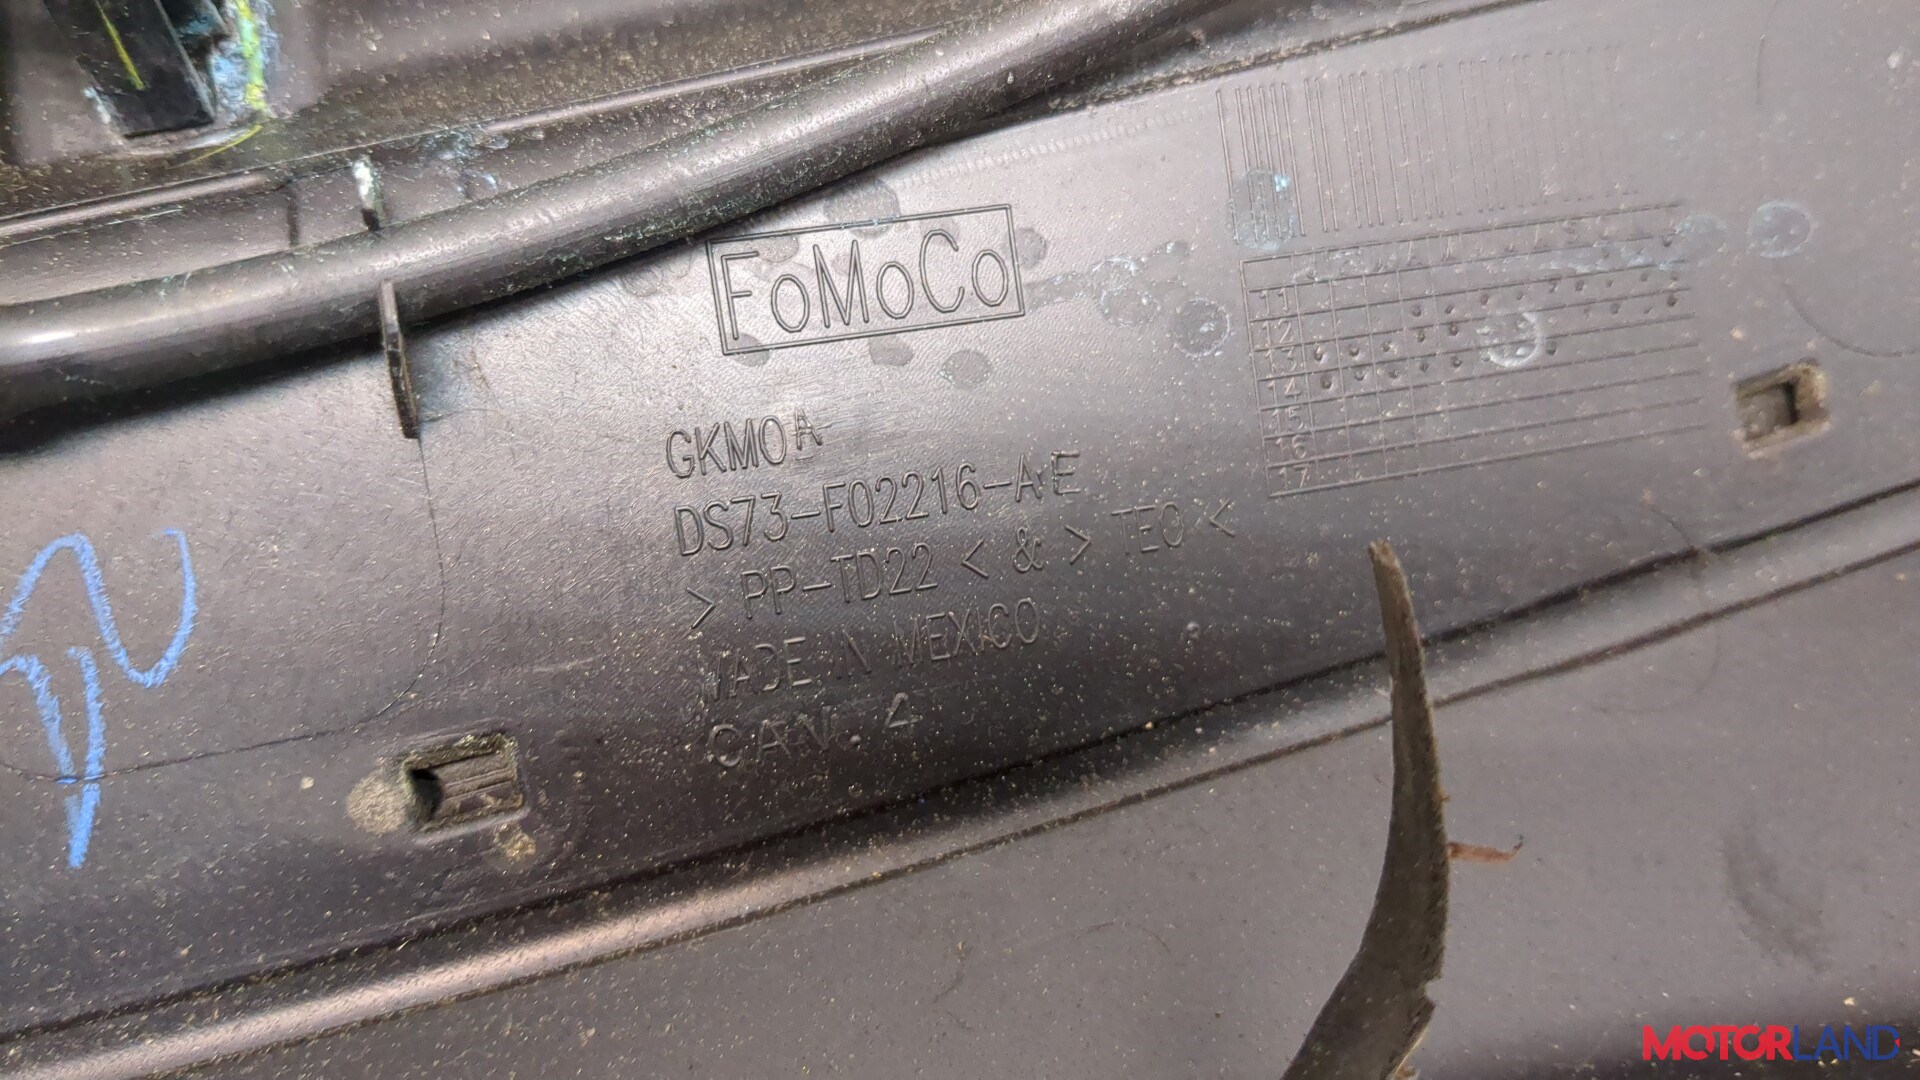 FoMoCo
GKM0A
DS73-F02216-AE
> PP-TD22 < & > TEO <
MADE IN MEXICO
CAV. 4
11
12
13
14
15
16
17
MOTORLAND